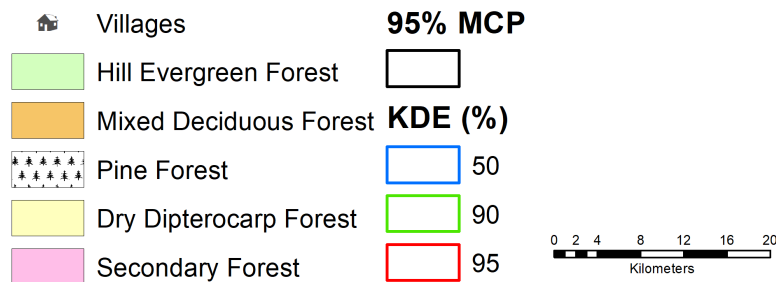 Villages
Hill Evergreen Forest
Mixed Deciduous Forest
Pine Forest
Dry Dipterocarp Forest
Secondary Forest
95% MCP
KDE (%)
50
90
95
0 2 4 8 12 16 20
Kilometers